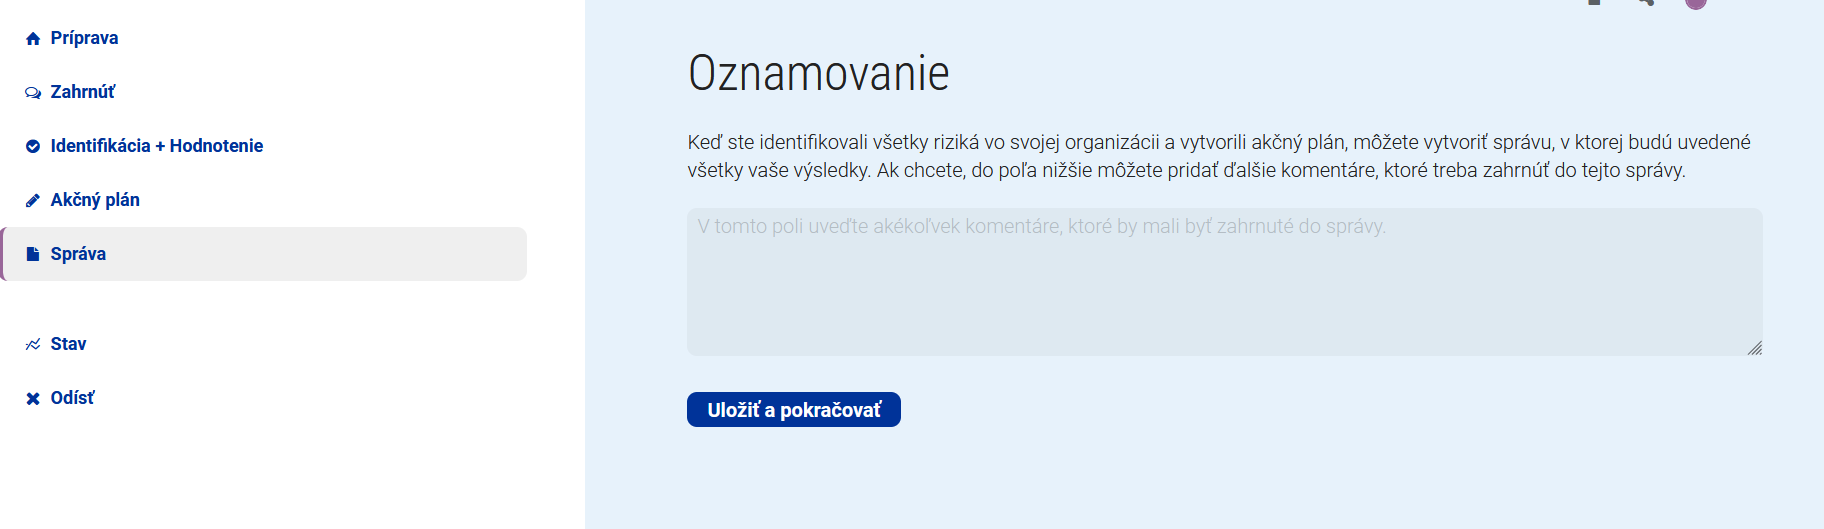 Príprava
Zahrnúť
Identifikácia + Hodnotenie
Akčný plán
Správa
Stav
Odísť
Oznamovanie
Keď ste identifikovali všetky riziká vo svojej organizácii a vytvorili akčný plán, môžete vytvoriť správu, v ktorej budú uvedené
všetky vaše výsledky. Ak chcete, do poľa nižšie môžete pridať ďalšie komentáre, ktoré treba zahrnúť do tejto správy.
V tomto poli uveďte akékoľvek komentáre, ktoré by mali byť zahrnuté do správy.
Uložiť a pokračovať